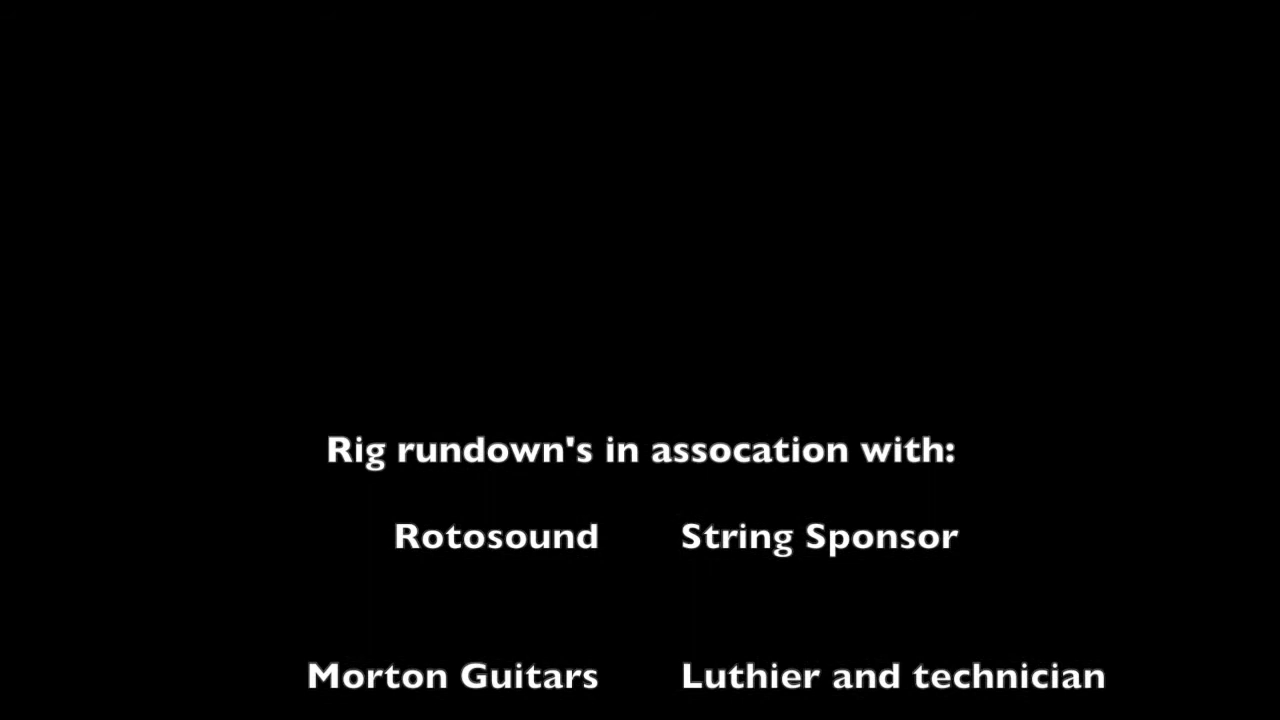 Rig rundown's in assocation with:
Rotosound String Sponsor
Morton Guitars Luthier and technician